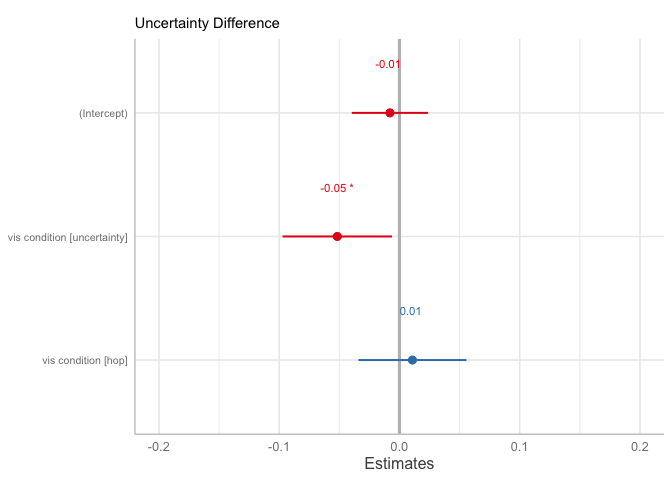 Uncertainty Difference
-0.01
(Intercept)
-0.05 *
vis condition [uncertainty]
0.01
vis condition [hop]
-0.2 -0.1 0.0 0.1 0.2
Estimates